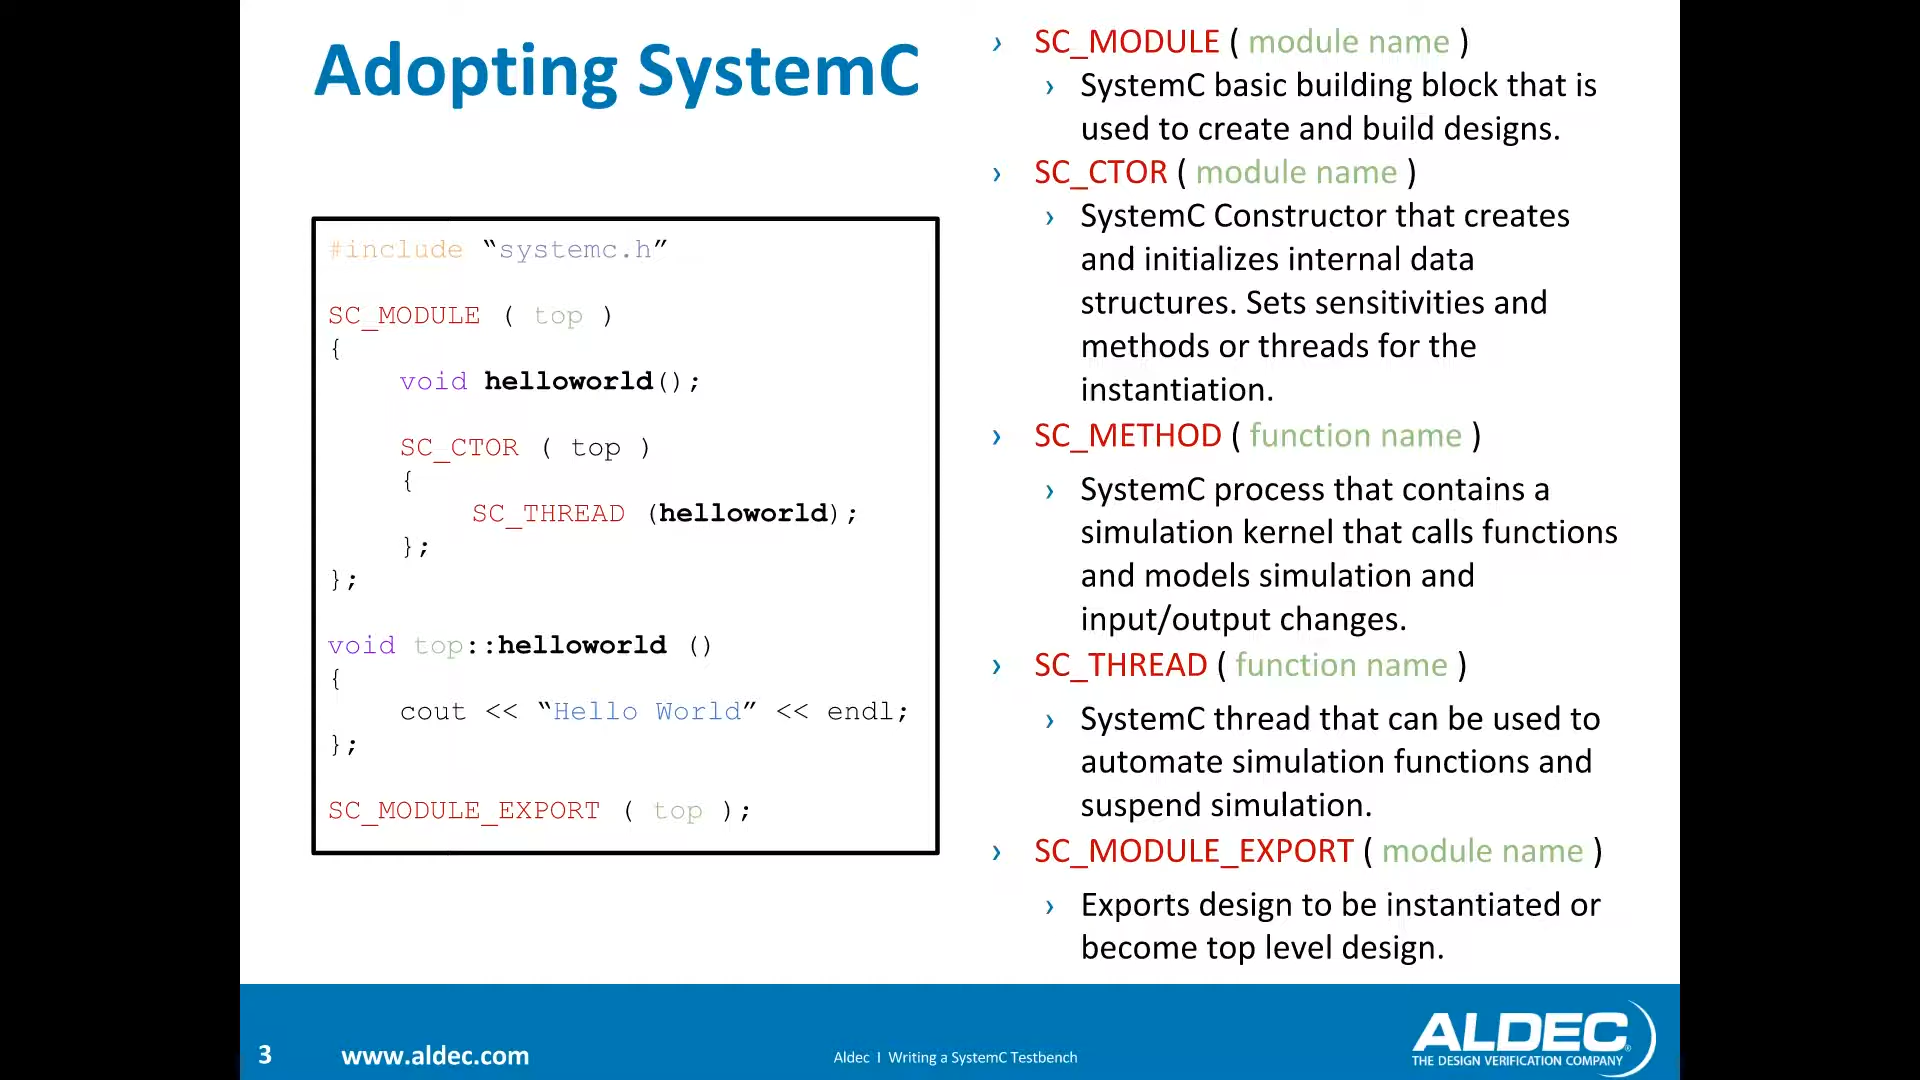 Adopting SystemC
#include “systemc.h”
SC_MODULE ( top )
{
void helloworld();
SC_CTOR ( top )
{
SC_THREAD (helloworld);
};
};
void top::helloworld ()
{
cout << “Hello World” << endl;
};
SC_MODULE_EXPORT ( top );
› SC_MODULE ( module name )
› SystemC basic building block that is
used to create and build designs.
› SC_CTOR ( module name )
› SystemC Constructor that creates
and initializes internal data
structures. Sets sensitivities and
methods or threads for the
instantiation.
› SC_METHOD ( function name )
› SystemC process that contains a
simulation kernel that calls functions
and models simulation and
input/output changes.
› SC_THREAD ( function name )
› SystemC thread that can be used to
automate simulation functions and
suspend simulation.
› SC_MODULE_EXPORT ( module name )
› Exports design to be instantiated or
become top level design.
3
www.aldec.com
Aldec I Writing a SystemC Testbench
ALDEC®
THE DESIGN VERIFICATION COMPANY